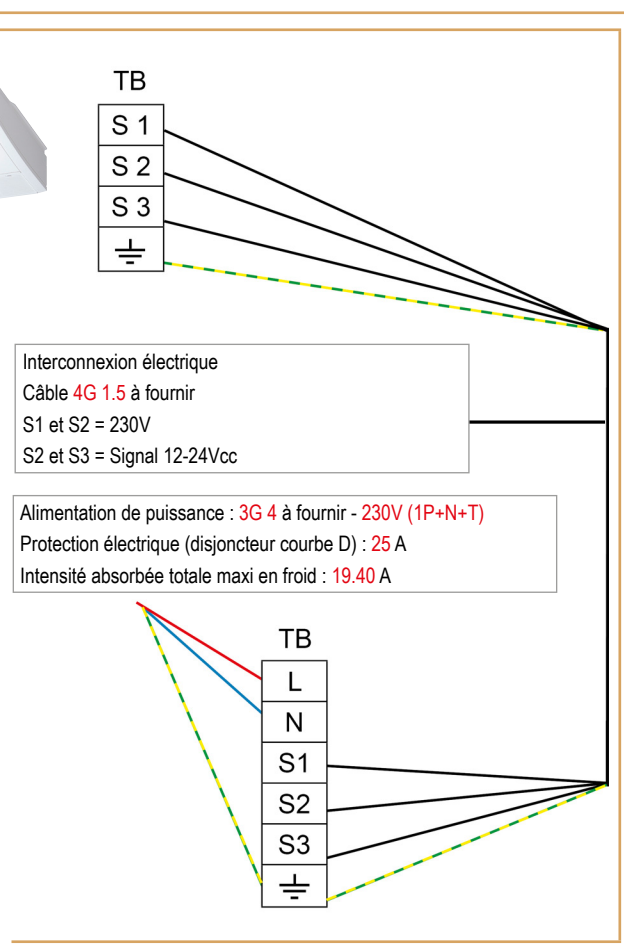 TB
S 1
S 2
S 3
Interconnexion électrique
Câble 4G 1.5 à fournir
S1 et S2 = 230V
S2 et S3 = Signal 12-24Vcc
Alimentation de puissance : 3G 4 à fournir - 230V (1P+N+T)
Protection électrique (disjoncteur courbe D) : 25 A
Intensité absorbée totale maxi en froid : 19.40 A
TB
L
N
S1
S2
S3